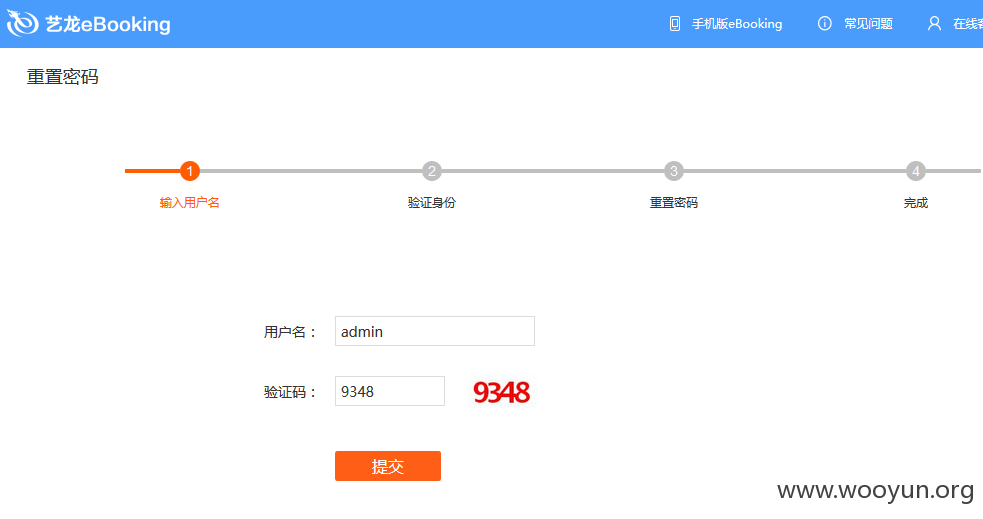 艺龙eBooking 手机版eBooking 常见问题 在线
重置密码
1 2 3 4
输入用户名 验证身份 重置密码 完成
用户名： admin
验证码： 9348 9348
提交
www.wooyun.org